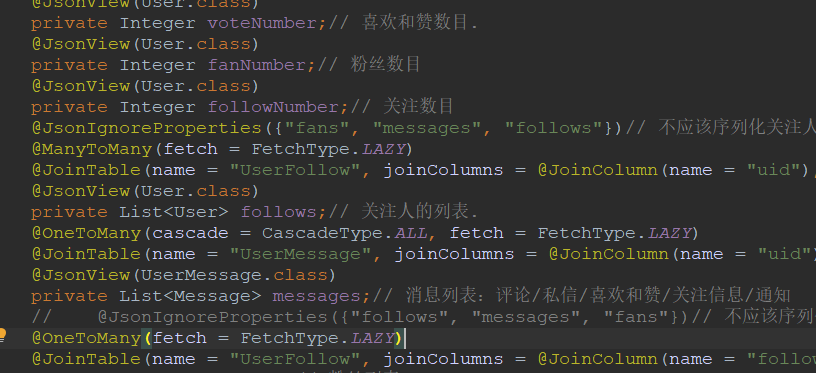 @JsonView(User.class)
private Integer voteNumber;// 喜欢和赞数目.
@JsonView(User.class)
private Integer fanNumber;// 粉丝数目
@JsonView(User.class)
private Integer followNumber;// 关注数目
@JsonIgnoreProperties({"fans", "messages", "follows"})// 不应该序列化关注人
@ManyToMany(fetch = FetchType.LAZY)
@JoinTable(name = "UserFollow", joinColumns = @JoinColumn(name = "uid"),
@JsonView(User.class)
private List<User> follows;// 关注人的列表.
@OneToMany(cascade = CascadeType.ALL, fetch = FetchType.LAZY)
@JoinTable(name = "UserMessage", joinColumns = @JoinColumn(name = "uid")
@JsonView(UserMessage.class)
private List<Message> messages;// 消息列表: 评论/私信/喜欢和赞/关注信息/通知
// @JsonIgnoreProperties({"follows", "messages", "fans"})// 不应该序列
@OneToMany(fetch = FetchType.LAZY)
@JoinTable(name = "UserFollow", joinColumns = @JoinColumn(name = "follow